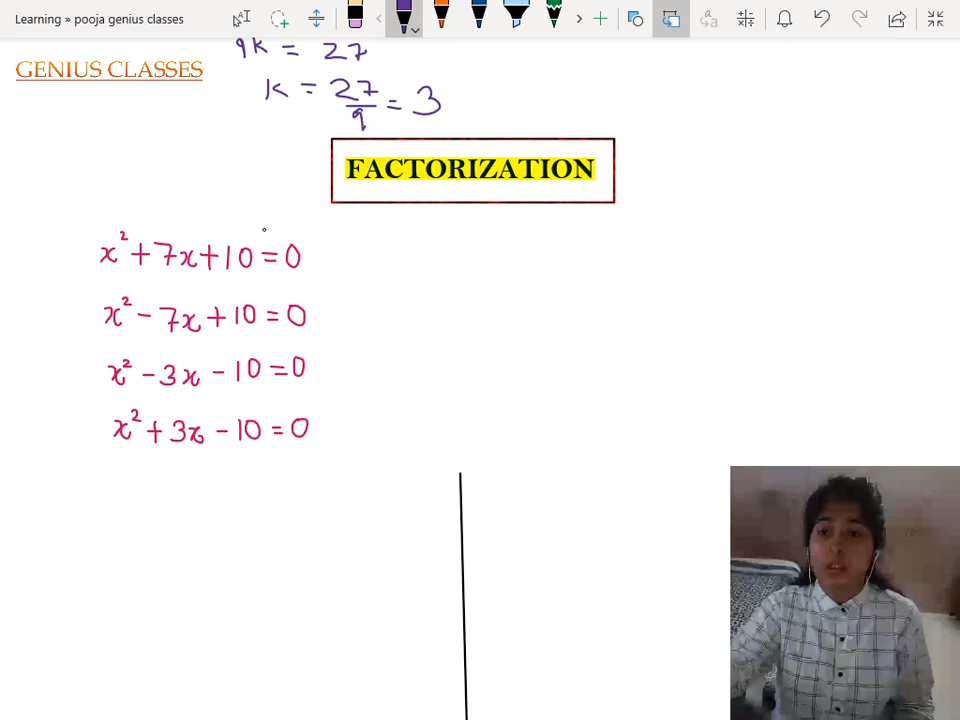 Learning » pooja genius classes
9k = 27
GENIUS CLASSES
k = 27/9 = 3
FACTORIZATION
x² + 7x + 10 = 0
x² - 7x + 10 = 0
x² - 3x - 10 = 0
x² + 3x - 10 = 0